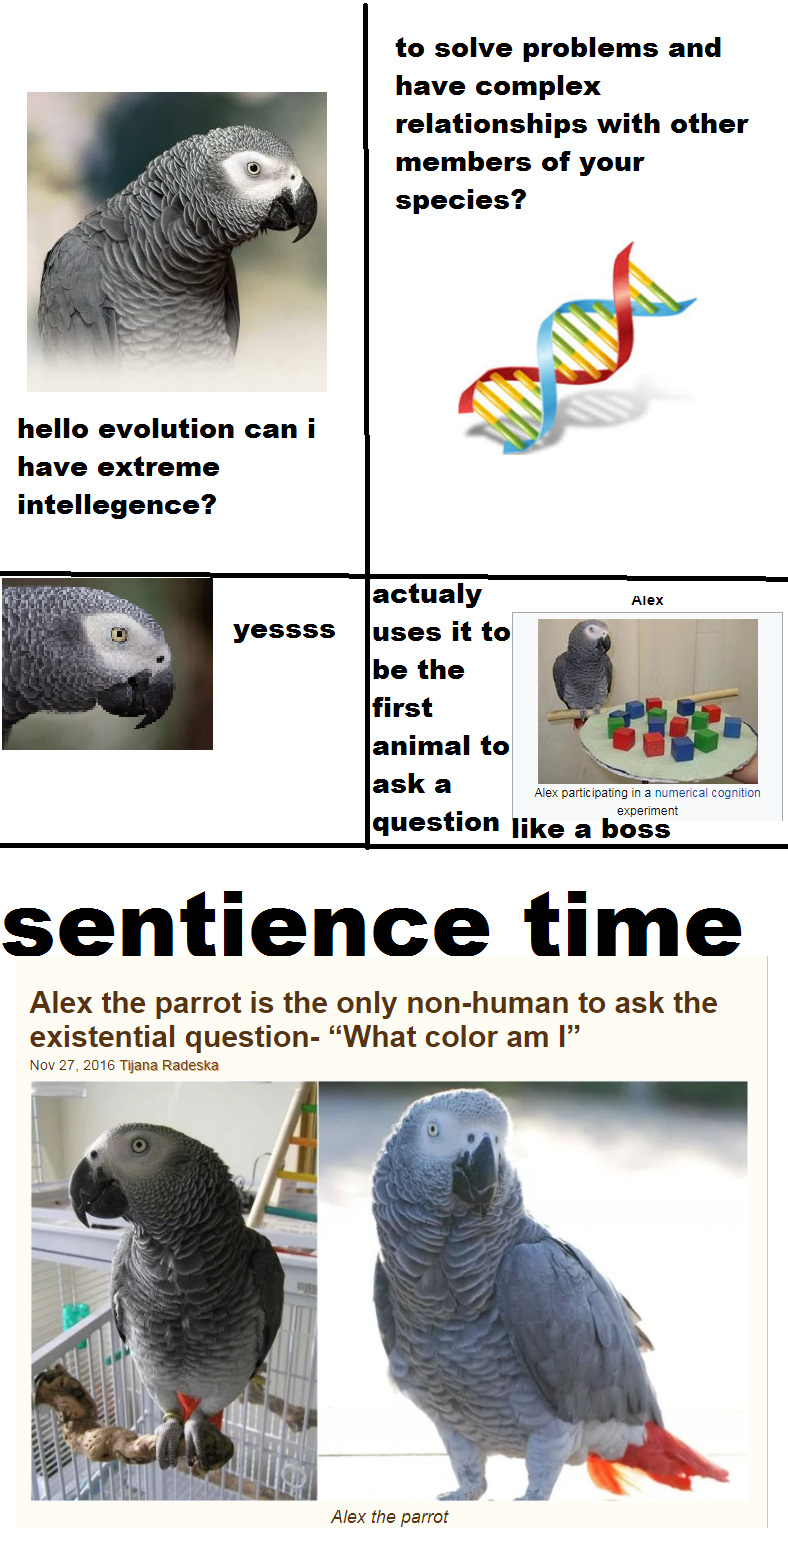 hello evolution can i
have extreme
intellegence?
to solve problems and
have complex
relationships with other
members of your
species?
yessss
actualy
uses it to
be the
first
animal to
ask a
question
Alex
Alex participating in a numerical cognition
experiment
like a boss
sentience time
Alex the parrot is the only non-human to ask the
existential question- “What color am I”
Nov 27, 2016 Tijana Radeska
Alex the parrot